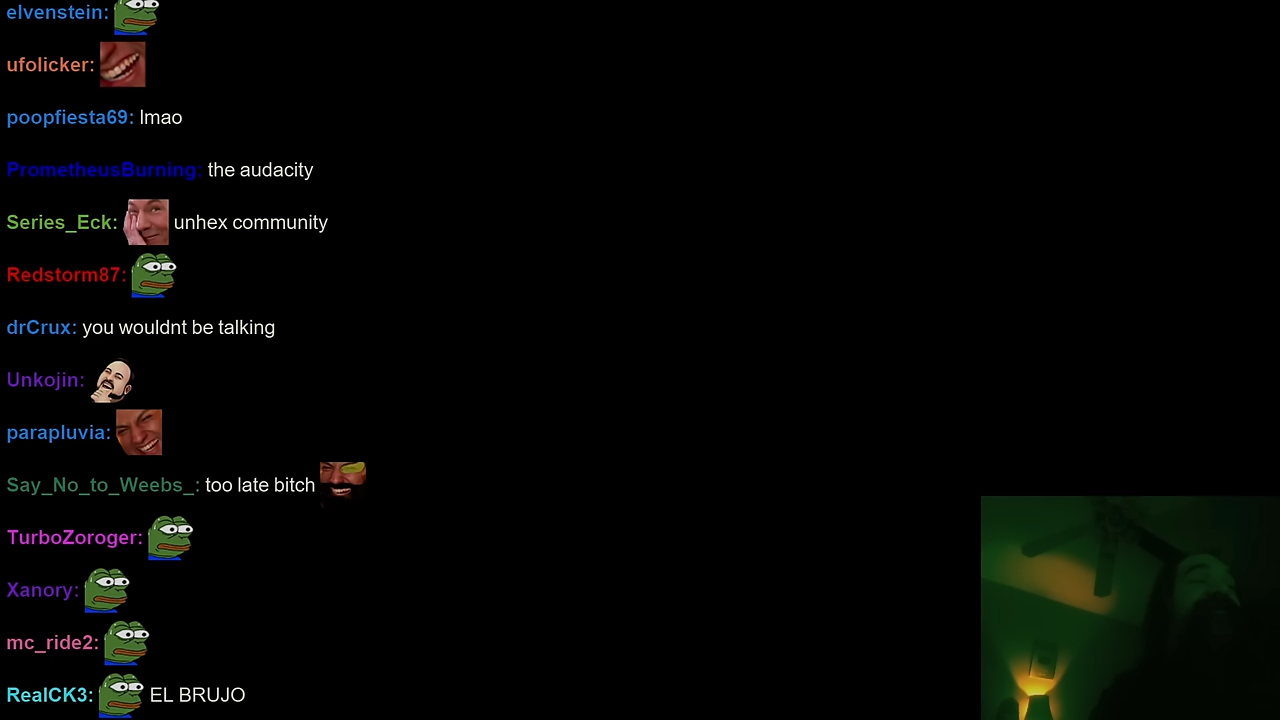 elvenstein:
ufolicker:
poopfiesta69: lmao
PrometheusBurning: the audacity
Series_Eck: unhex community
Redstorm87:
drCrux: you wouldnt be talking
Unkojin:
parapluvia:
Say_No_to_Weebs_: too late bitch
TurboZoroger:
Xanory:
mc_ride2:
RealCK3: EL BRUJO